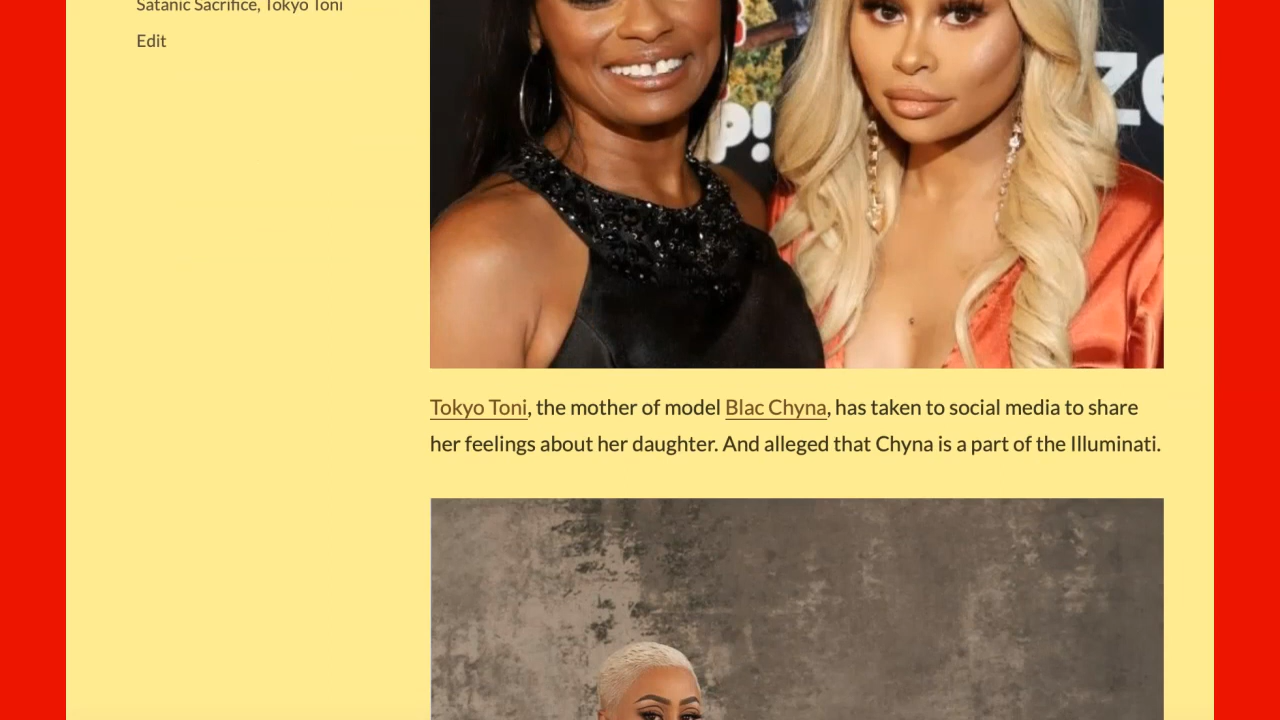 Satanic Sacrifice, Tokyo Toni
Edit
p!
ze
Tokyo Toni, the mother of model Blac Chyna, has taken to social media to share
her feelings about her daughter. And alleged that Chyna is a part of the Illuminati.